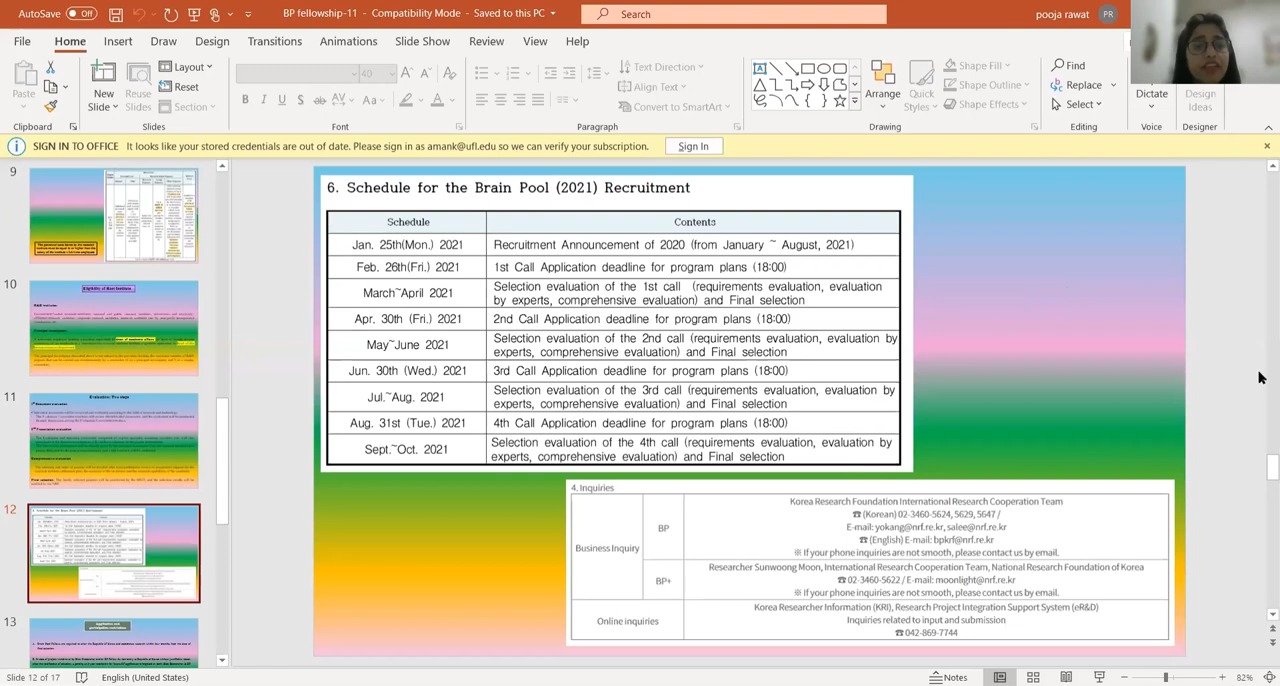 AutoSave Off
BP fellowship-11 - Compatibility Mode - Saved to this PC
Search
pooja rawat PR
File Home Insert Draw Design Transitions Animations Slide Show Review View Help
Paste
Clipboard
New Slide
Reuse Slides
Layout
Reset
Section
Slides
40
Font
Text Direction
Align Text
Convert to SmartArt
Paragraph
Arrange
Quick Styles
Shape Fill
Shape Outline
Shape Effects
Drawing
Find
Replace
Select
Editing
Dictate
Voice
Design Ideas
Designer
SIGN IN TO OFFICE It looks like your stored credentials are out of date. Please sign in as amank@ufl.edu so we can verify your subscription. Sign In
9
10
11
12
13
6. Schedule for the Brain Pool (2021) Recruitment
Schedule Contents
Jan. 25th(Mon.) 2021 Recruitment Announcement of 2020 (from January ~ August, 2021)
Feb. 26th(Fri.) 2021 1st Call Application deadline for program plans (18:00)
March~April 2021 Selection evaluation of the 1st call (requirements evaluation, evaluation
by experts, comprehensive evaluation) and Final selection
Apr. 30th (Fri.) 2021 2nd Call Application deadline for program plans (18:00)
May~June 2021 Selection evaluation of the 2nd call (requirements evaluation, evaluation by
experts, comprehensive evaluation) and Final selection
Jun. 30th (Wed.) 2021 3rd Call Application deadline for program plans (18:00)
Jul.~Aug. 2021 Selection evaluation of the 3rd call (requirements evaluation, evaluation by
experts, comprehensive evaluation) and Final selection
Aug. 31st (Tue.) 2021 4th Call Application deadline for program plans (18:00)
Sept.~Oct. 2021 Selection evaluation of the 4th call (requirements evaluation, evaluation by
experts, comprehensive evaluation) and Final selection
4. Inquiries
Business Inquiry
BP
Korea Research Foundation International Research Cooperation Team
☎ (Korean) 02-3460-5624, 5629, 5647 /
E-mail: yokang@nrf.re.kr, salee@nrf.re.kr
☎ (English) E-mail: bpkrf@nrf.re.kr
※ If your phone inquiries are not smooth, please contact us by email.
BP+
Researcher Sunwoong Moon, International Research Cooperation Team, National Research Foundation of Korea
☎ 02-3460-5622 / E-mail: moonlight@nrf.re.kr
※ If your phone inquiries are not smooth, please contact us by email.
Online inquiries
Korea Researcher Information (KRI), Research Project Integration Support System (eR&D)
Inquiries related to input and submission
☎ 042-869-7744
Slide 12 of 17 English (United States) Notes 82%